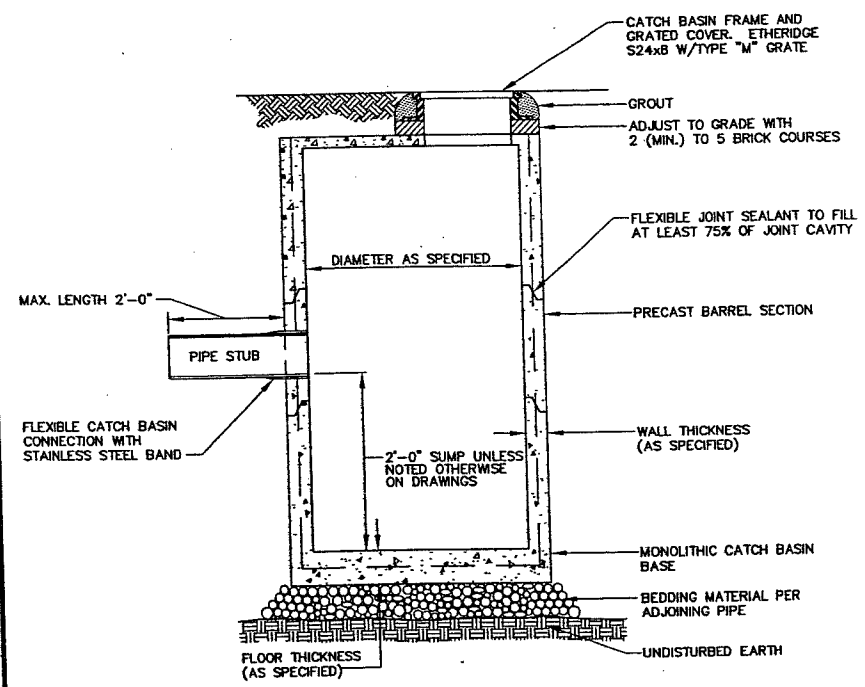 CATCH BASIN FRAME AND
GRATED COVER. ETHERIDGE
S24x8 W/TYPE "M" GRATE
GROUT
ADJUST TO GRADE WITH
2 (MIN.) TO 5 BRICK COURSES
FLEXIBLE JOINT SEALANT TO FILL
AT LEAST 75% OF JOINT CAVITY
DIAMETER AS SPECIFIED
MAX. LENGTH 2'-0"
PRECAST BARREL SECTION
PIPE STUB
FLEXIBLE CATCH BASIN
CONNECTION WITH
STAINLESS STEEL BAND
WALL THICKNESS
(AS SPECIFIED)
2'-0" SUMP UNLESS
NOTED OTHERWISE
ON DRAWINGS
MONOLITHIC CATCH BASIN
BASE
BEDDING MATERIAL PER
ADJOINING PIPE
UNDISTURBED EARTH
FLOOR THICKNESS
(AS SPECIFIED)